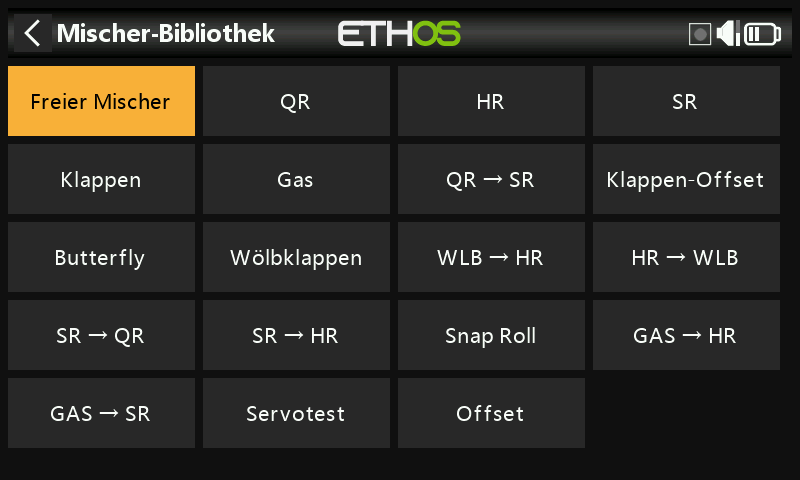 Mischer-Bibliothek ETHOS
Freier Mischer QR HR SR
Klappen Gas QR → SR Klappen-Offset
Butterfly Wölbklappen WLB → HR HR → WLB
SR → QR SR → HR Snap Roll GAS → HR
GAS → SR Servotest Offset